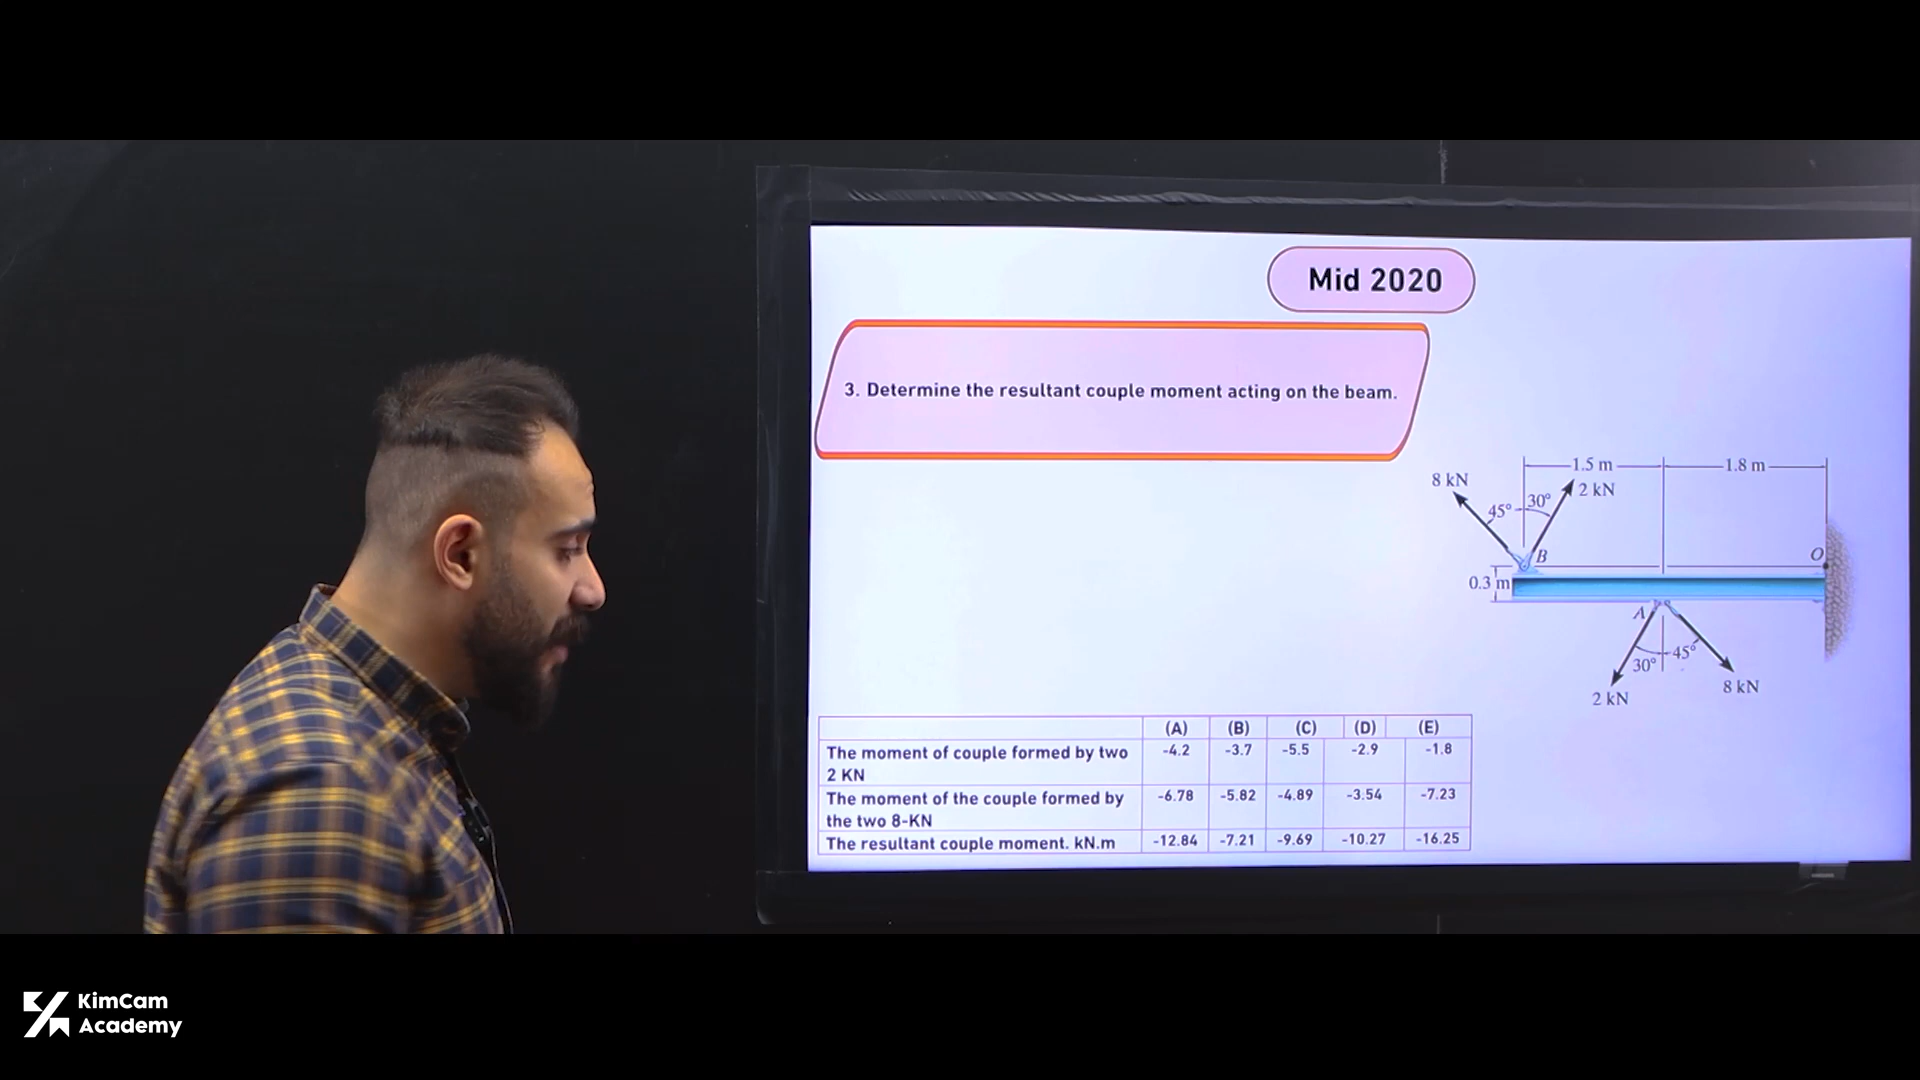 Mid 2020
3. Determine the resultant couple moment acting on the beam.
1.5 m
1.8 m
8 kN
2 kN
45°
30°
B
O
0.3 m
A
30°
45°
2 kN
8 kN
(A) (B) (C) (D) (E)
The moment of couple formed by two
2 KN
-4.2 -3.7 -5.5 -2.9 -1.8
The moment of the couple formed by
the two 8-KN
-6.78 -5.82 -4.89 -3.54 -7.23
The resultant couple moment. kN.m -12.84 -7.21 -9.69 -10.27 -16.25
KimCam
Academy